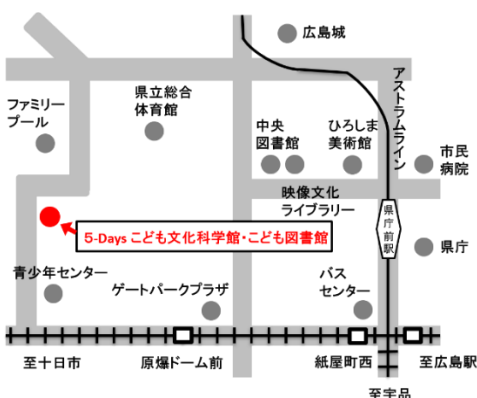 広島城
アストラムライン
県立総合
体育館
ファミリー
プール
中央
図書館
ひろしま
美術館
市民
病院
映像文化
ライブラリー
県庁前駅
5-Days こども文化科学館・こども図書館
県庁
青少年センター
ゲートパークプラザ
バス
センター
至十日市
原爆ドーム前
紙屋町西
至広島駅
至宇品